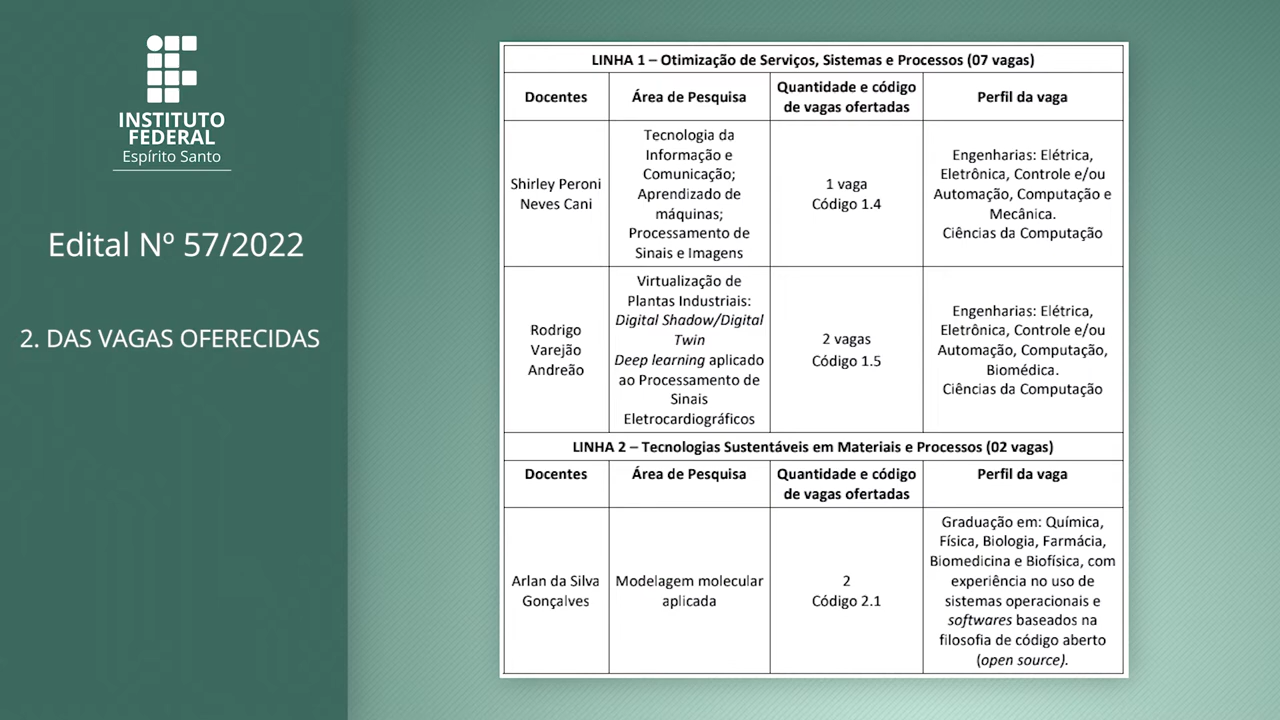 INSTITUTO
FEDERAL
Espírito Santo
Edital Nº 57/2022
2. DAS VAGAS OFERECIDAS
LINHA 1 – Otimização de Serviços, Sistemas e Processos (07 vagas)
Docentes
Área de Pesquisa
Quantidade e código
de vagas ofertadas
Perfil da vaga
Shirley Peroni
Neves Cani
Tecnologia da
Informação e
Comunicação;
Aprendizado de
máquinas;
Processamento de
Sinais e Imagens
1 vaga
Código 1.4
Engenharias: Elétrica,
Eletrônica, Controle e/ou
Automação, Computação e
Mecânica.
Ciências da Computação
Rodrigo
Varejão
Andreão
Virtualização de
Plantas Industriais:
Digital Shadow/Digital
Twin
Deep learning aplicado
ao Processamento de
Sinais
Eletrocardiográficos
2 vagas
Código 1.5
Engenharias: Elétrica,
Eletrônica, Controle e/ou
Automação, Computação,
Biomédica.
Ciências da Computação
LINHA 2 – Tecnologias Sustentáveis em Materiais e Processos (02 vagas)
Docentes
Área de Pesquisa
Quantidade e código
de vagas ofertadas
Perfil da vaga
Arlan da Silva
Gonçalves
Modelagem molecular
aplicada
2
Código 2.1
Graduação em: Química,
Física, Biologia, Farmácia,
Biomedicina e Biofísica, com
experiência no uso de
sistemas operacionais e
softwares baseados na
filosofia de código aberto
(open source).